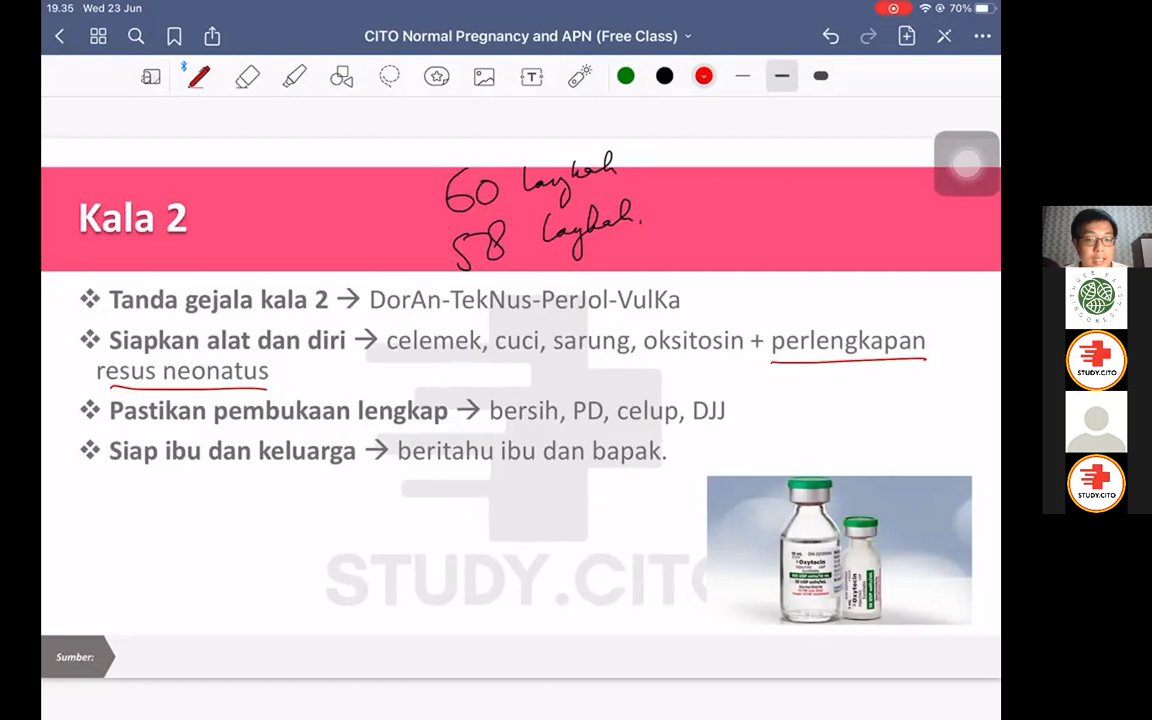 19.35 Wed 23 Jun
70%
CITO Normal Pregnancy and APN (Free Class)
60 langkah
58 langkah.
Kala 2
❖ Tanda gejala kala 2 → DorAn-TekNus-PerJol-VulKa
❖ Siapkan alat dan diri → celemek, cuci, sarung, oksitosin + perlengkapan
resus neonatus
❖ Pastikan pembukaan lengkap → bersih, PD, celup, DJJ
❖ Siap ibu dan keluarga → beritahu ibu dan bapak.
Oxytocin
Oxytocin
STUDY.CITO
Sumber:
STUDY.CITO
STUDY.CITO